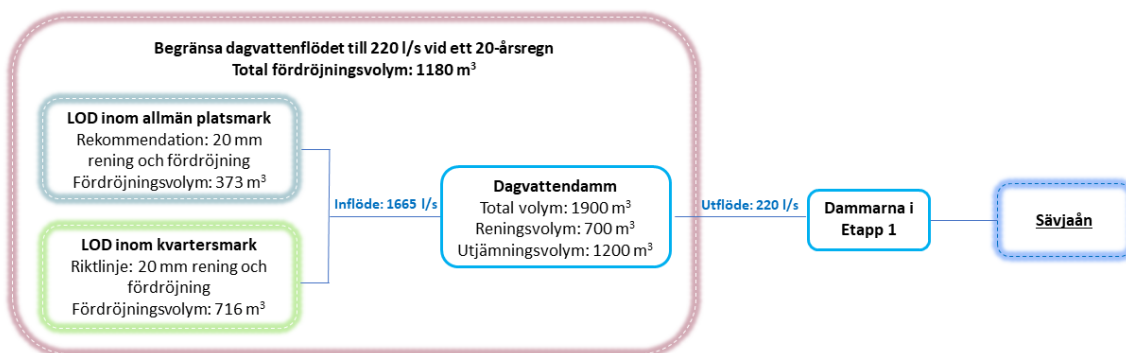 Begränsa dagvattenflödet till 220 l/s vid ett 20-årsregn
Total fördröjningsvolym: 1180 m³
LOD inom allmän platsmark
Rekommendation: 20 mm
rening och fördröjning
Fördröjningsvolym: 373 m³
LOD inom kvartersmark
Riktlinje: 20 mm rening och
fördröjning
Fördröjningsvolym: 716 m³
Inflöde: 1665 l/s
Dagvattendamm
Total volym: 1900 m³
Reningsvolym: 700 m³
Utjämningsvolym: 1200 m³
Utflöde: 220 l/s
Dammarna i
Etapp 1
Sävjaån